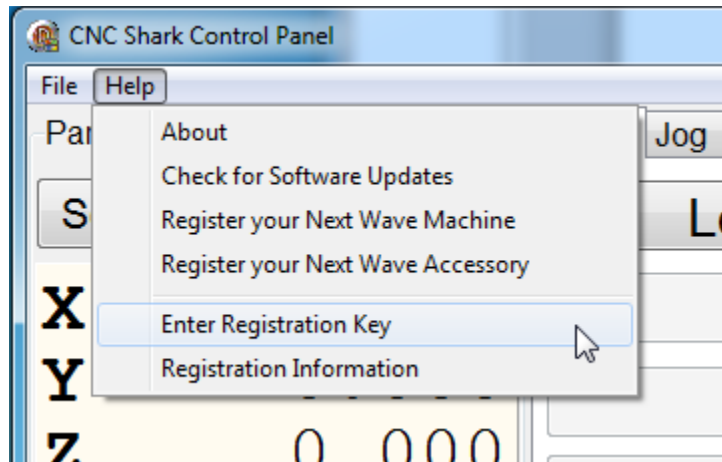 CNC Shark Control Panel
File Help
About
Jog
Check for Software Updates
Register your Next Wave Machine
Register your Next Wave Accessory
X
Enter Registration Key
Registration Information
Y
Z 0.000